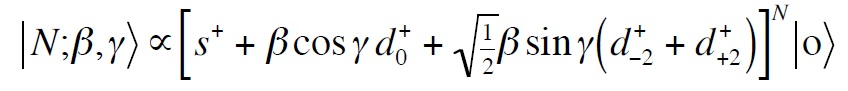 |N;β,γ⟩ ∝ [s⁺ + β cos γ d₀⁺ + √½ β sin γ (d₋₂⁺ + d₊₂⁺)]ᴺ |o⟩